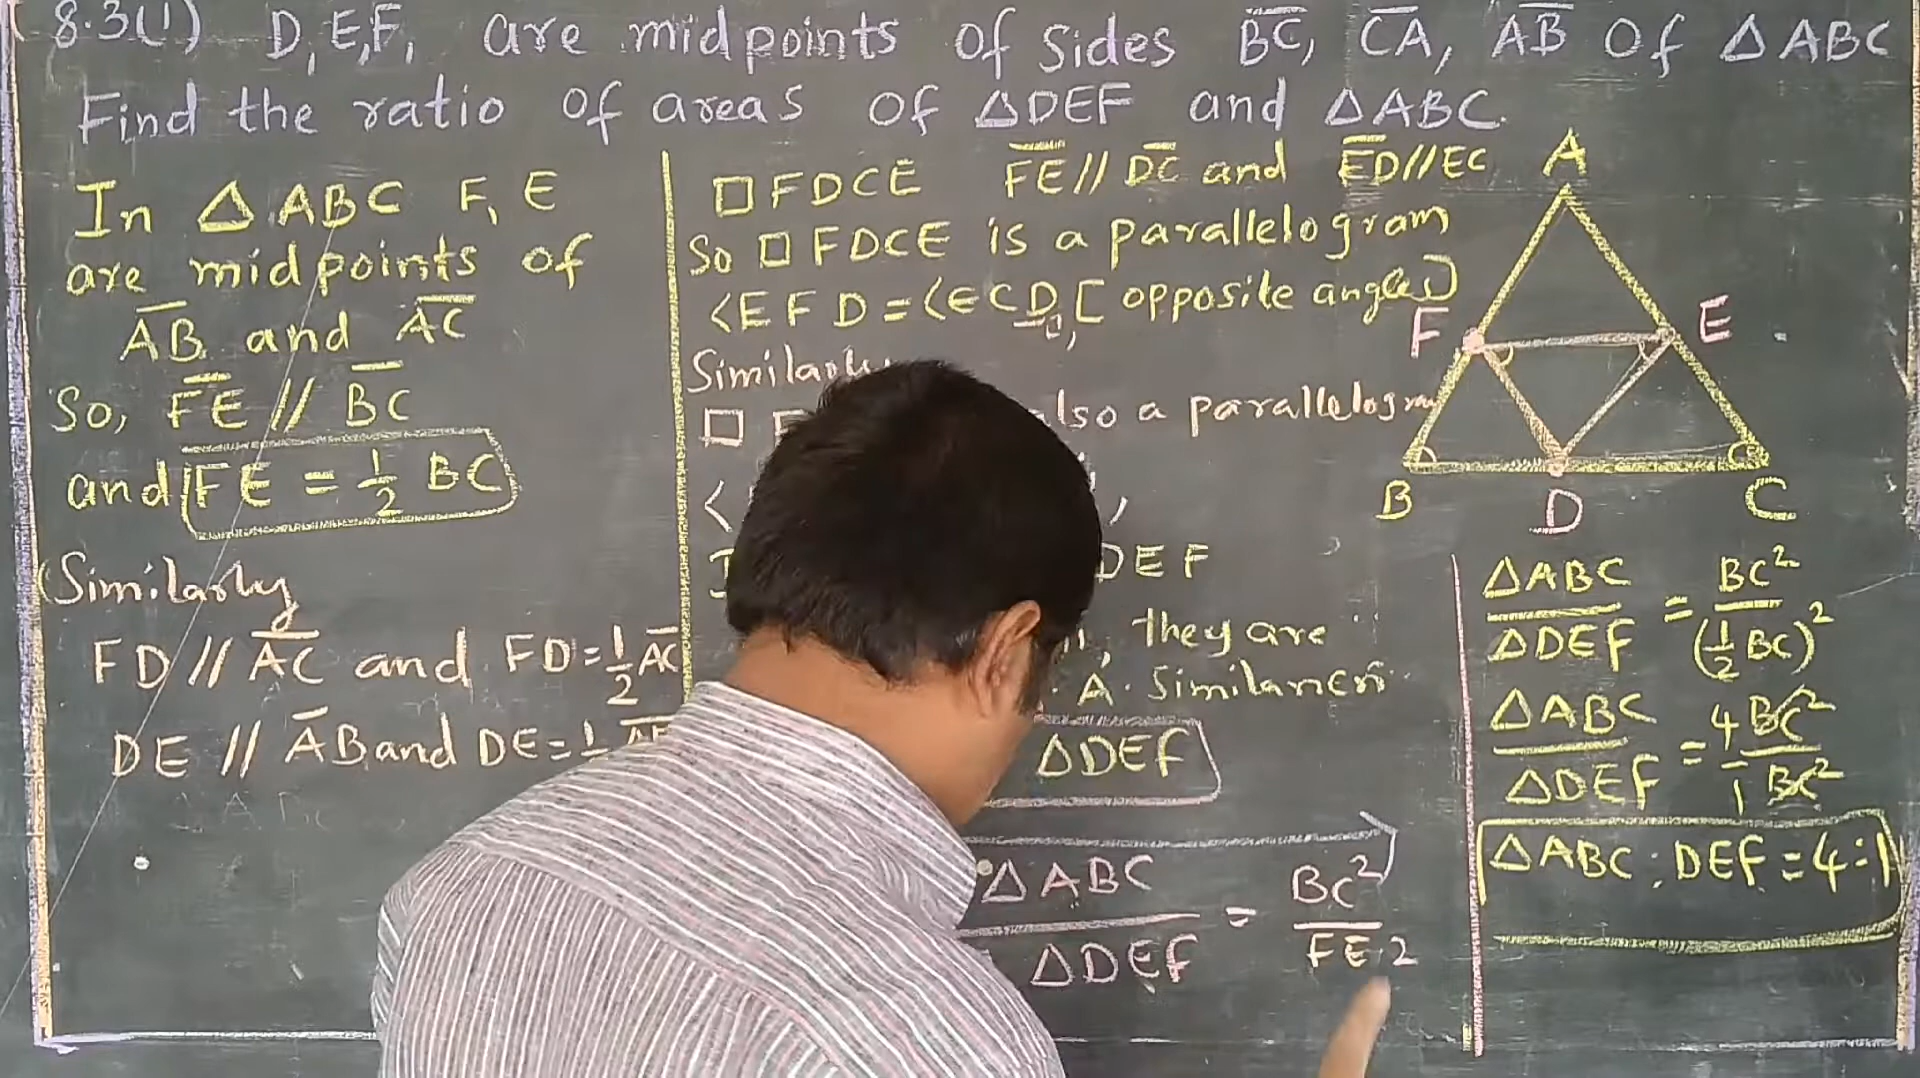 8.3(1) D, E, F, are midpoints of sides BC, CA, AB Of △ABC
Find the ratio of areas of △DEF and △ABC.
In △ABC F, E
are midpoints of
AB and AC
So, FE // BC
and FE = 1/2 BC
Similarly
FD // AC and FD = 1/2 AC
DE // AB and DE = 1
□FDCE FE // DC and ED // EC
So □FDCE is a parallelogram
<EFD = <ECD, [opposite angles]
Similarly
□ also a parallelogram
<
DEF
they are
A. Similar
△DEF
△ABC / △DEF = BC² / FE2
A
F
E
B
D
C
△ABC / △DEF = BC² / (1/2 BC)²
△ABC / △DEF = 4BC² / 1 BC²
△ABC : DEF = 4:1